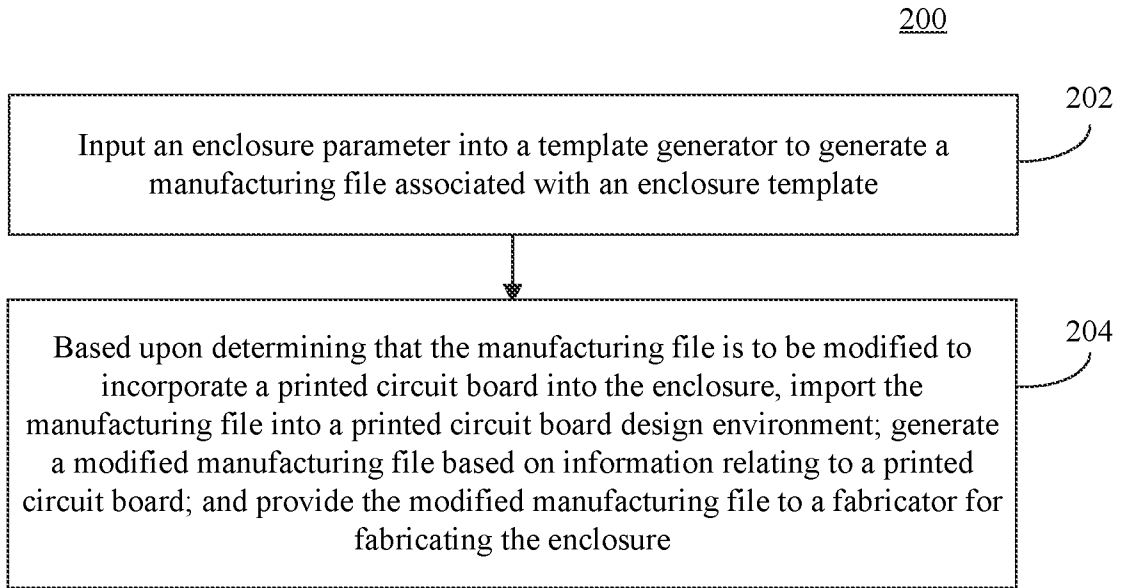 200
202
Input an enclosure parameter into a template generator to generate a
manufacturing file associated with an enclosure template
204
Based upon determining that the manufacturing file is to be modified to
incorporate a printed circuit board into the enclosure, import the
manufacturing file into a printed circuit board design environment; generate
a modified manufacturing file based on information relating to a printed
circuit board; and provide the modified manufacturing file to a fabricator for
fabricating the enclosure